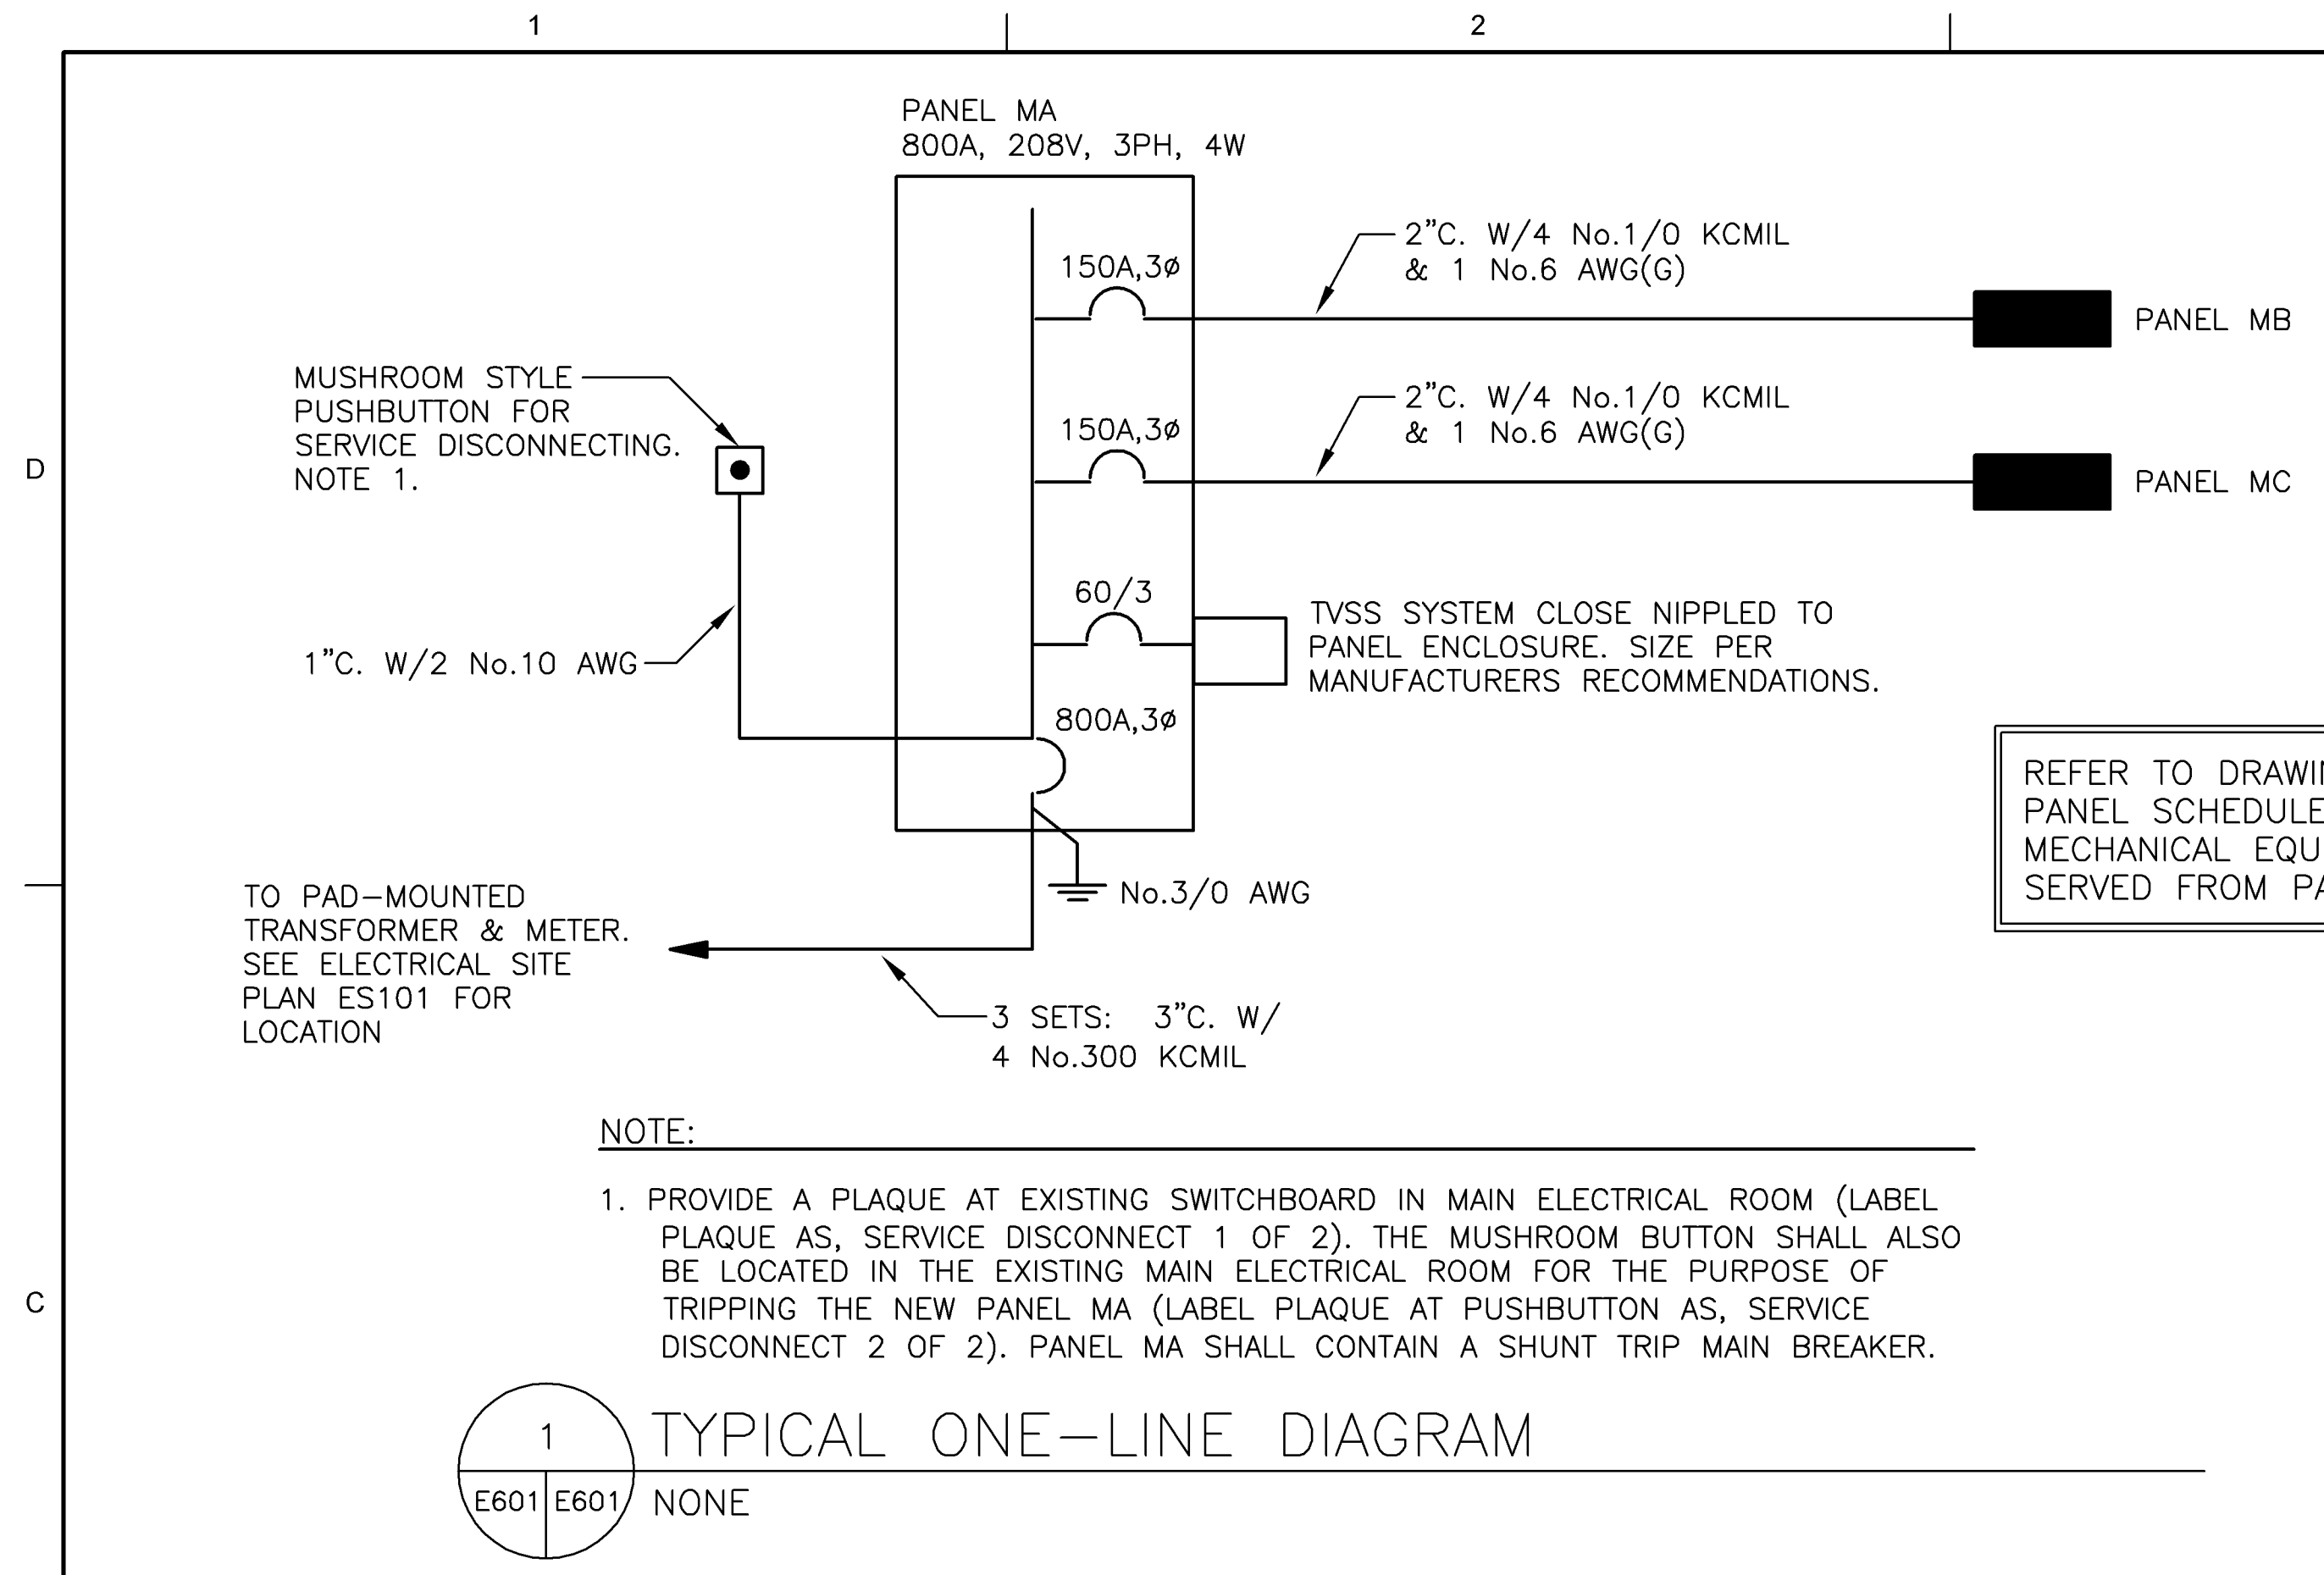 1
2
PANEL MA
800A, 208V, 3PH, 4W
2"C. W/4 No.1/0 KCMIL
& 1 No.6 AWG(G)
150A,3ø
PANEL MB
MUSHROOM STYLE
PUSHBUTTON FOR
SERVICE DISCONNECTING.
NOTE 1.
2"C. W/4 No.1/0 KCMIL
& 1 No.6 AWG(G)
150A,3ø
D
PANEL MC
60/3
TVSS SYSTEM CLOSE NIPPLED TO
PANEL ENCLOSURE. SIZE PER
MANUFACTURERS RECOMMENDATIONS.
1"C. W/2 No.10 AWG
800A,3ø
REFER TO
PANEL
MECHANICAL
SERVED FROM
No.3/0 AWG
TO PAD-MOUNTED
TRANSFORMER & METER.
SEE ELECTRICAL SITE
PLAN ES101 FOR
LOCATION
3 SETS: 3"C. W/
4 No.300 KCMIL
NOTE:
1. PROVIDE A PLAQUE AT EXISTING SWITCHBOARD IN MAIN ELECTRICAL ROOM (LABEL
PLAQUE AS, SERVICE DISCONNECT 1 OF 2). THE MUSHROOM BUTTON SHALL ALSO
BE LOCATED IN THE EXISTING MAIN ELECTRICAL ROOM FOR THE PURPOSE OF
TRIPPING THE NEW PANEL MA (LABEL PLAQUE AT PUSHBUTTON AS, SERVICE
DISCONNECT 2 OF 2). PANEL MA SHALL CONTAIN A SHUNT TRIP MAIN BREAKER.
C
1
TYPICAL ONE-LINE DIAGRAM
E601 E601
NONE